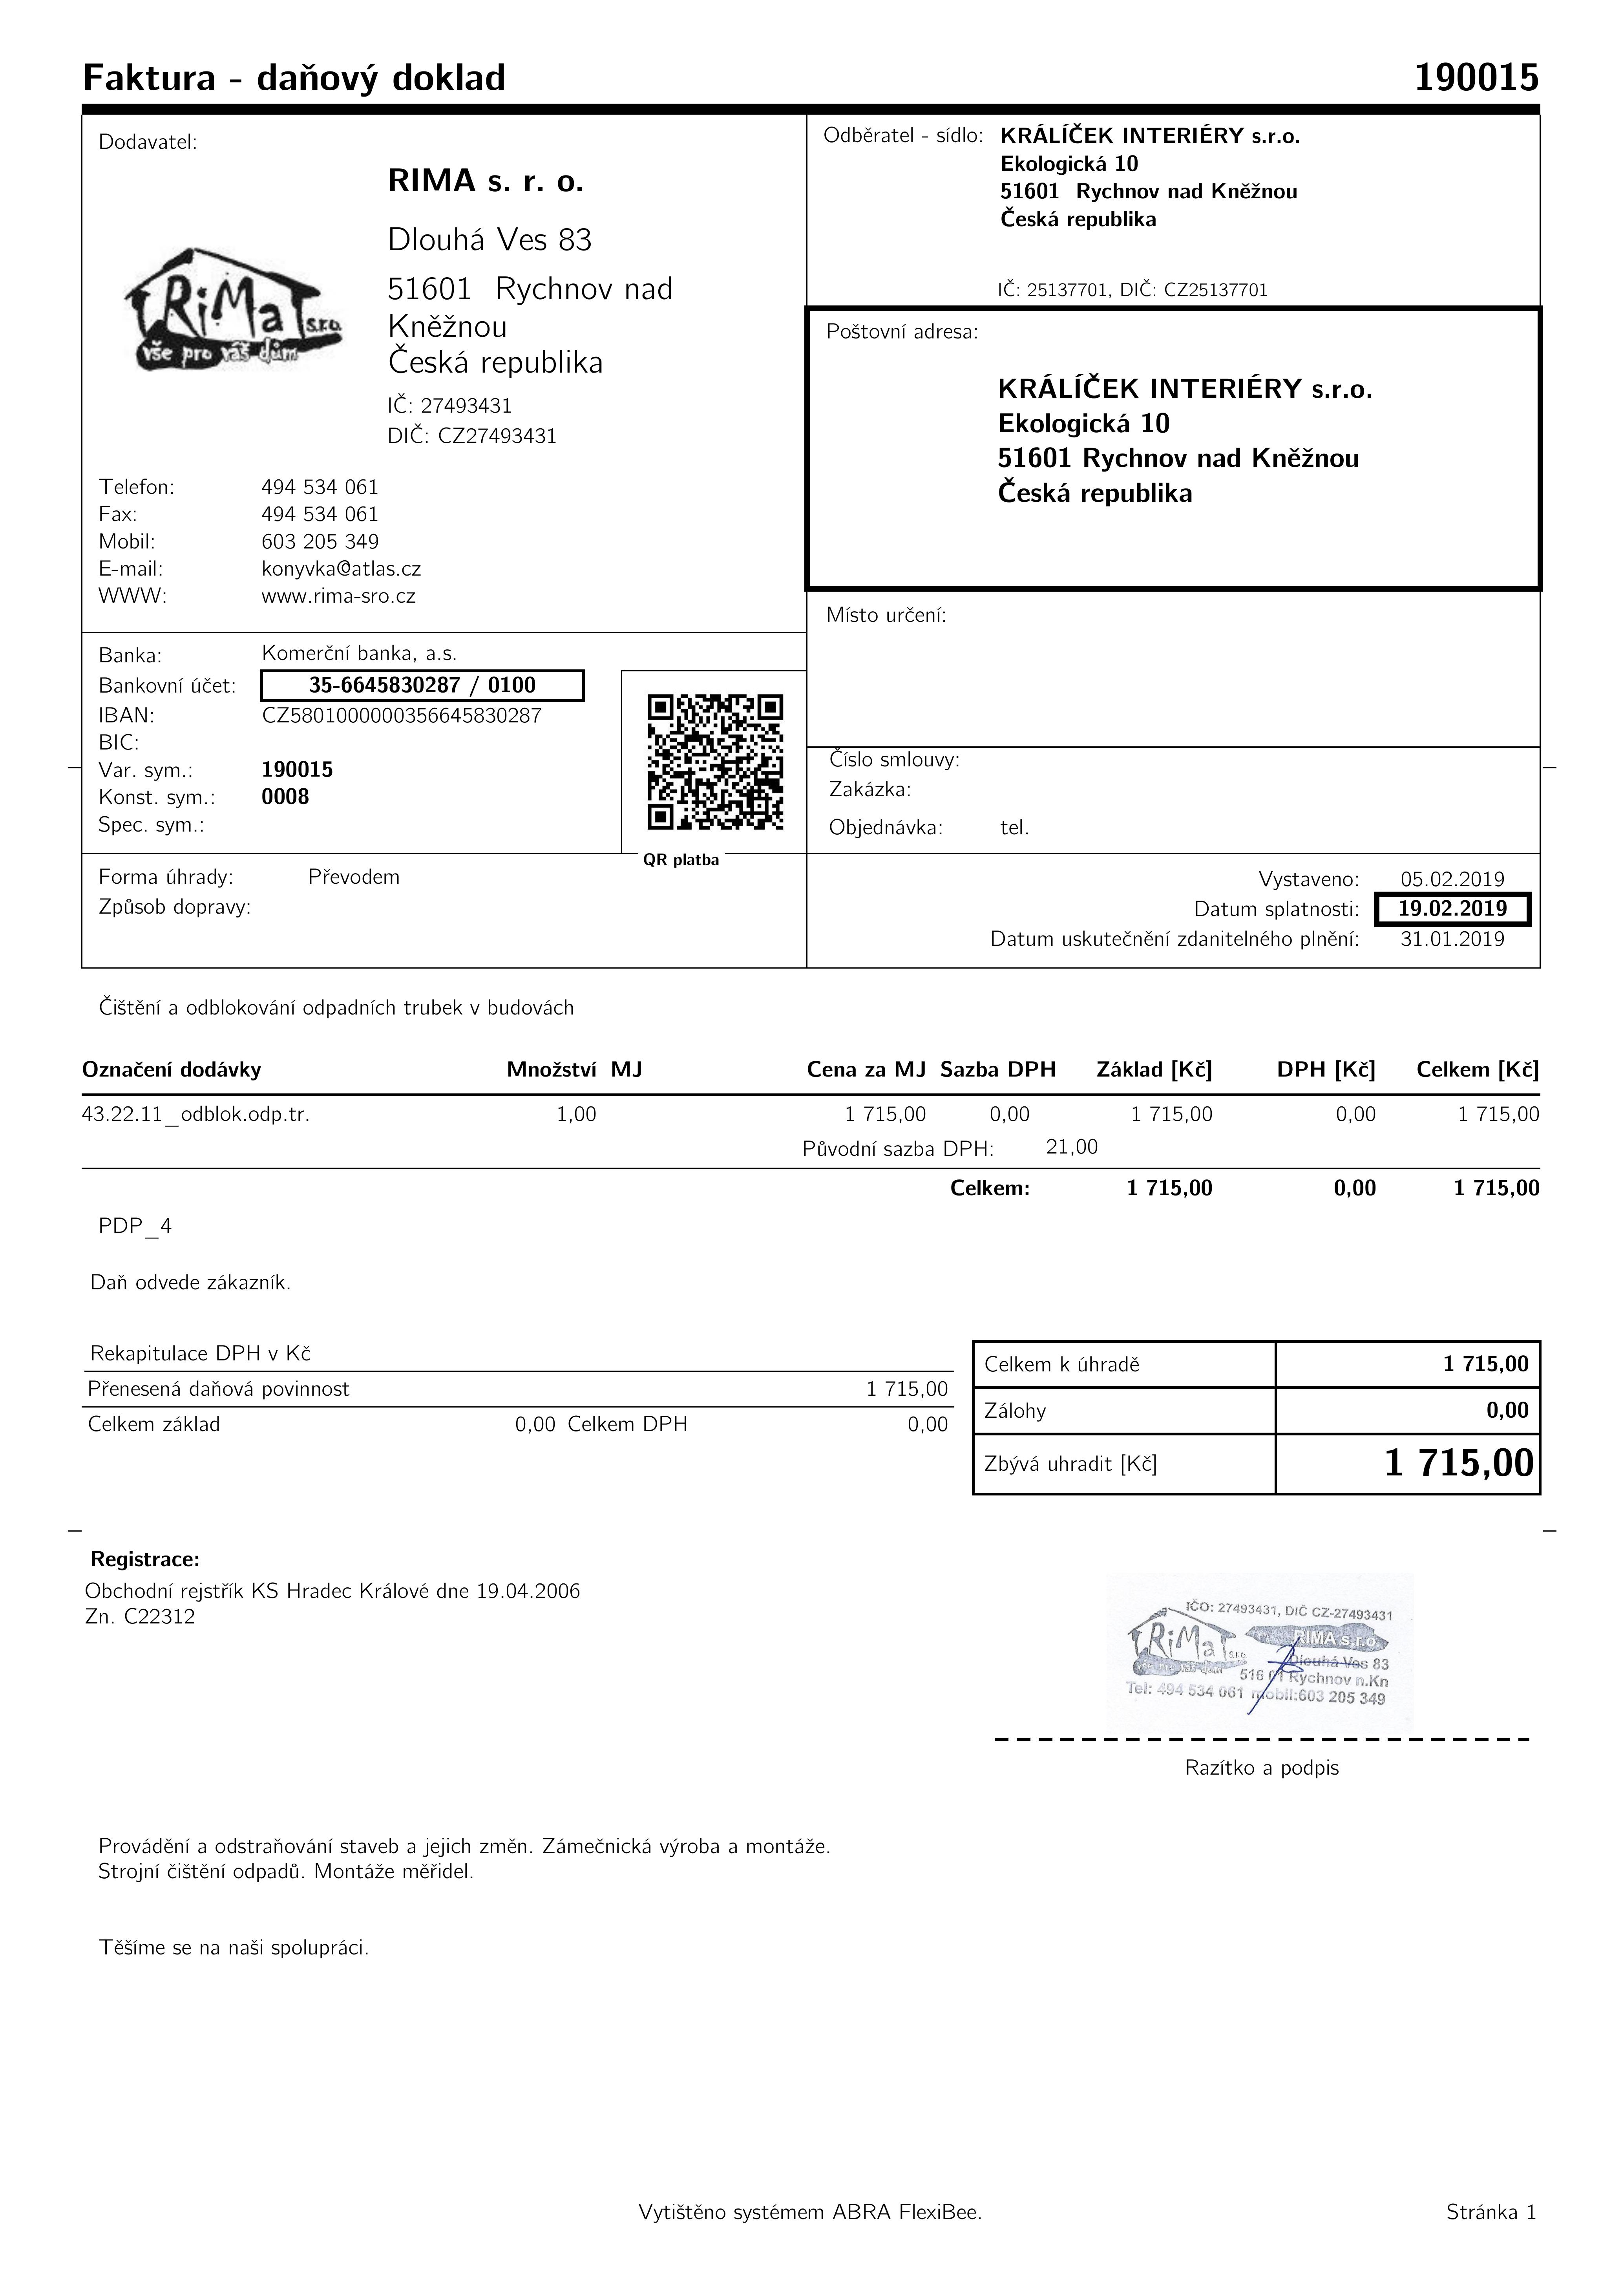 Faktura - daňový doklad 190015
Dodavatel:
RIMA s. r. o.
Dlouhá Ves 83
51601 Rychnov nad
Kněžnou
Česká republika
IČ: 27493431
DIČ: CZ27493431
RiMa s.r.o.
vše pro váš dům
Telefon: 494 534 061
Fax: 494 534 061
Mobil: 603 205 349
E-mail: konyvka@atlas.cz
WWW: www.rima-sro.cz
Odběratel - sídlo: KRÁLÍČEK INTERIÉRY s.r.o.
Ekologická 10
51601 Rychnov nad Kněžnou
Česká republika
IČ: 25137701, DIČ: CZ25137701
Poštovní adresa:
KRÁLÍČEK INTERIÉRY s.r.o.
Ekologická 10
51601 Rychnov nad Kněžnou
Česká republika
Místo určení:
Banka: Komerční banka, a.s.
Bankovní účet: 35-6645830287 / 0100
IBAN: CZ5801000000356645830287
BIC:
Var. sym.: 190015
Konst. sym.: 0008
Spec. sym.:
QR platba
Číslo smlouvy:
Zakázka:
Objednávka: tel.
Forma úhrady: Převodem
Způsob dopravy:
Vystaveno: 05.02.2019
Datum splatnosti: 19.02.2019
Datum uskutečnění zdanitelného plnění: 31.01.2019
Čištění a odblokování odpadních trubek v budovách
Označení dodávky Množství MJ Cena za MJ Sazba DPH Základ [Kč] DPH [Kč] Celkem [Kč]
43.22.11_odblok.odp.tr. 1,00 1 715,00 0,00 1 715,00 0,00 1 715,00
Původní sazba DPH: 21,00
Celkem: 1 715,00 0,00 1 715,00
PDP_4
Daň odvede zákazník.
Rekapitulace DPH v Kč
Přenesená daňová povinnost 1 715,00
Celkem základ 0,00 Celkem DPH 0,00
Celkem k úhradě 1 715,00
Zálohy 0,00
Zbývá uhradit [Kč] 1 715,00
Registrace:
Obchodní rejstřík KS Hradec Králové dne 19.04.2006
Zn. C22312
IČO: 27493431, DIČ CZ-27493431
RiMa s.r.o. RIMA s.r.o.
Dlouhá Ves 83
516 01 Rychnov n.Kn
Tel: 494 534 061 mobil:603 205 349
Razítko a podpis
Provádění a odstraňování staveb a jejich změn. Zámečnická výroba a montáže.
Strojní čištění odpadů. Montáže měřidel.
Těšíme se na naši spolupráci.
Vytištěno systémem ABRA FlexiBee. Stránka 1